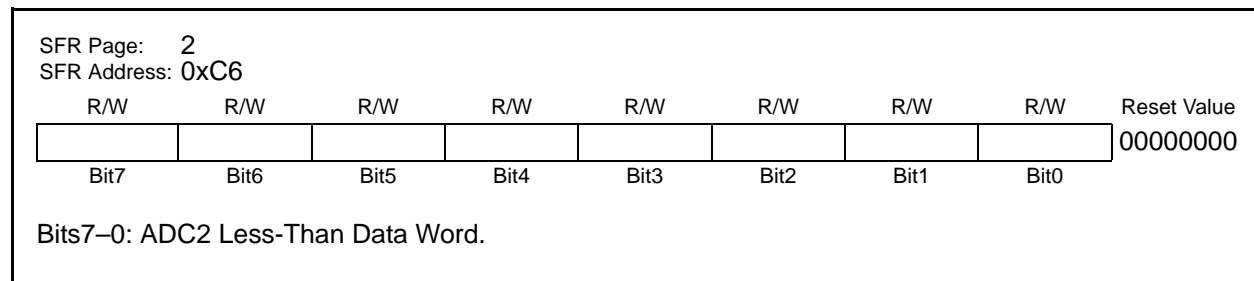 SFR Page: 2
SFR Address: 0xC6
R/W R/W R/W R/W R/W R/W R/W R/W Reset Value
00000000
Bit7 Bit6 Bit5 Bit4 Bit3 Bit2 Bit1 Bit0
Bits7–0: ADC2 Less-Than Data Word.